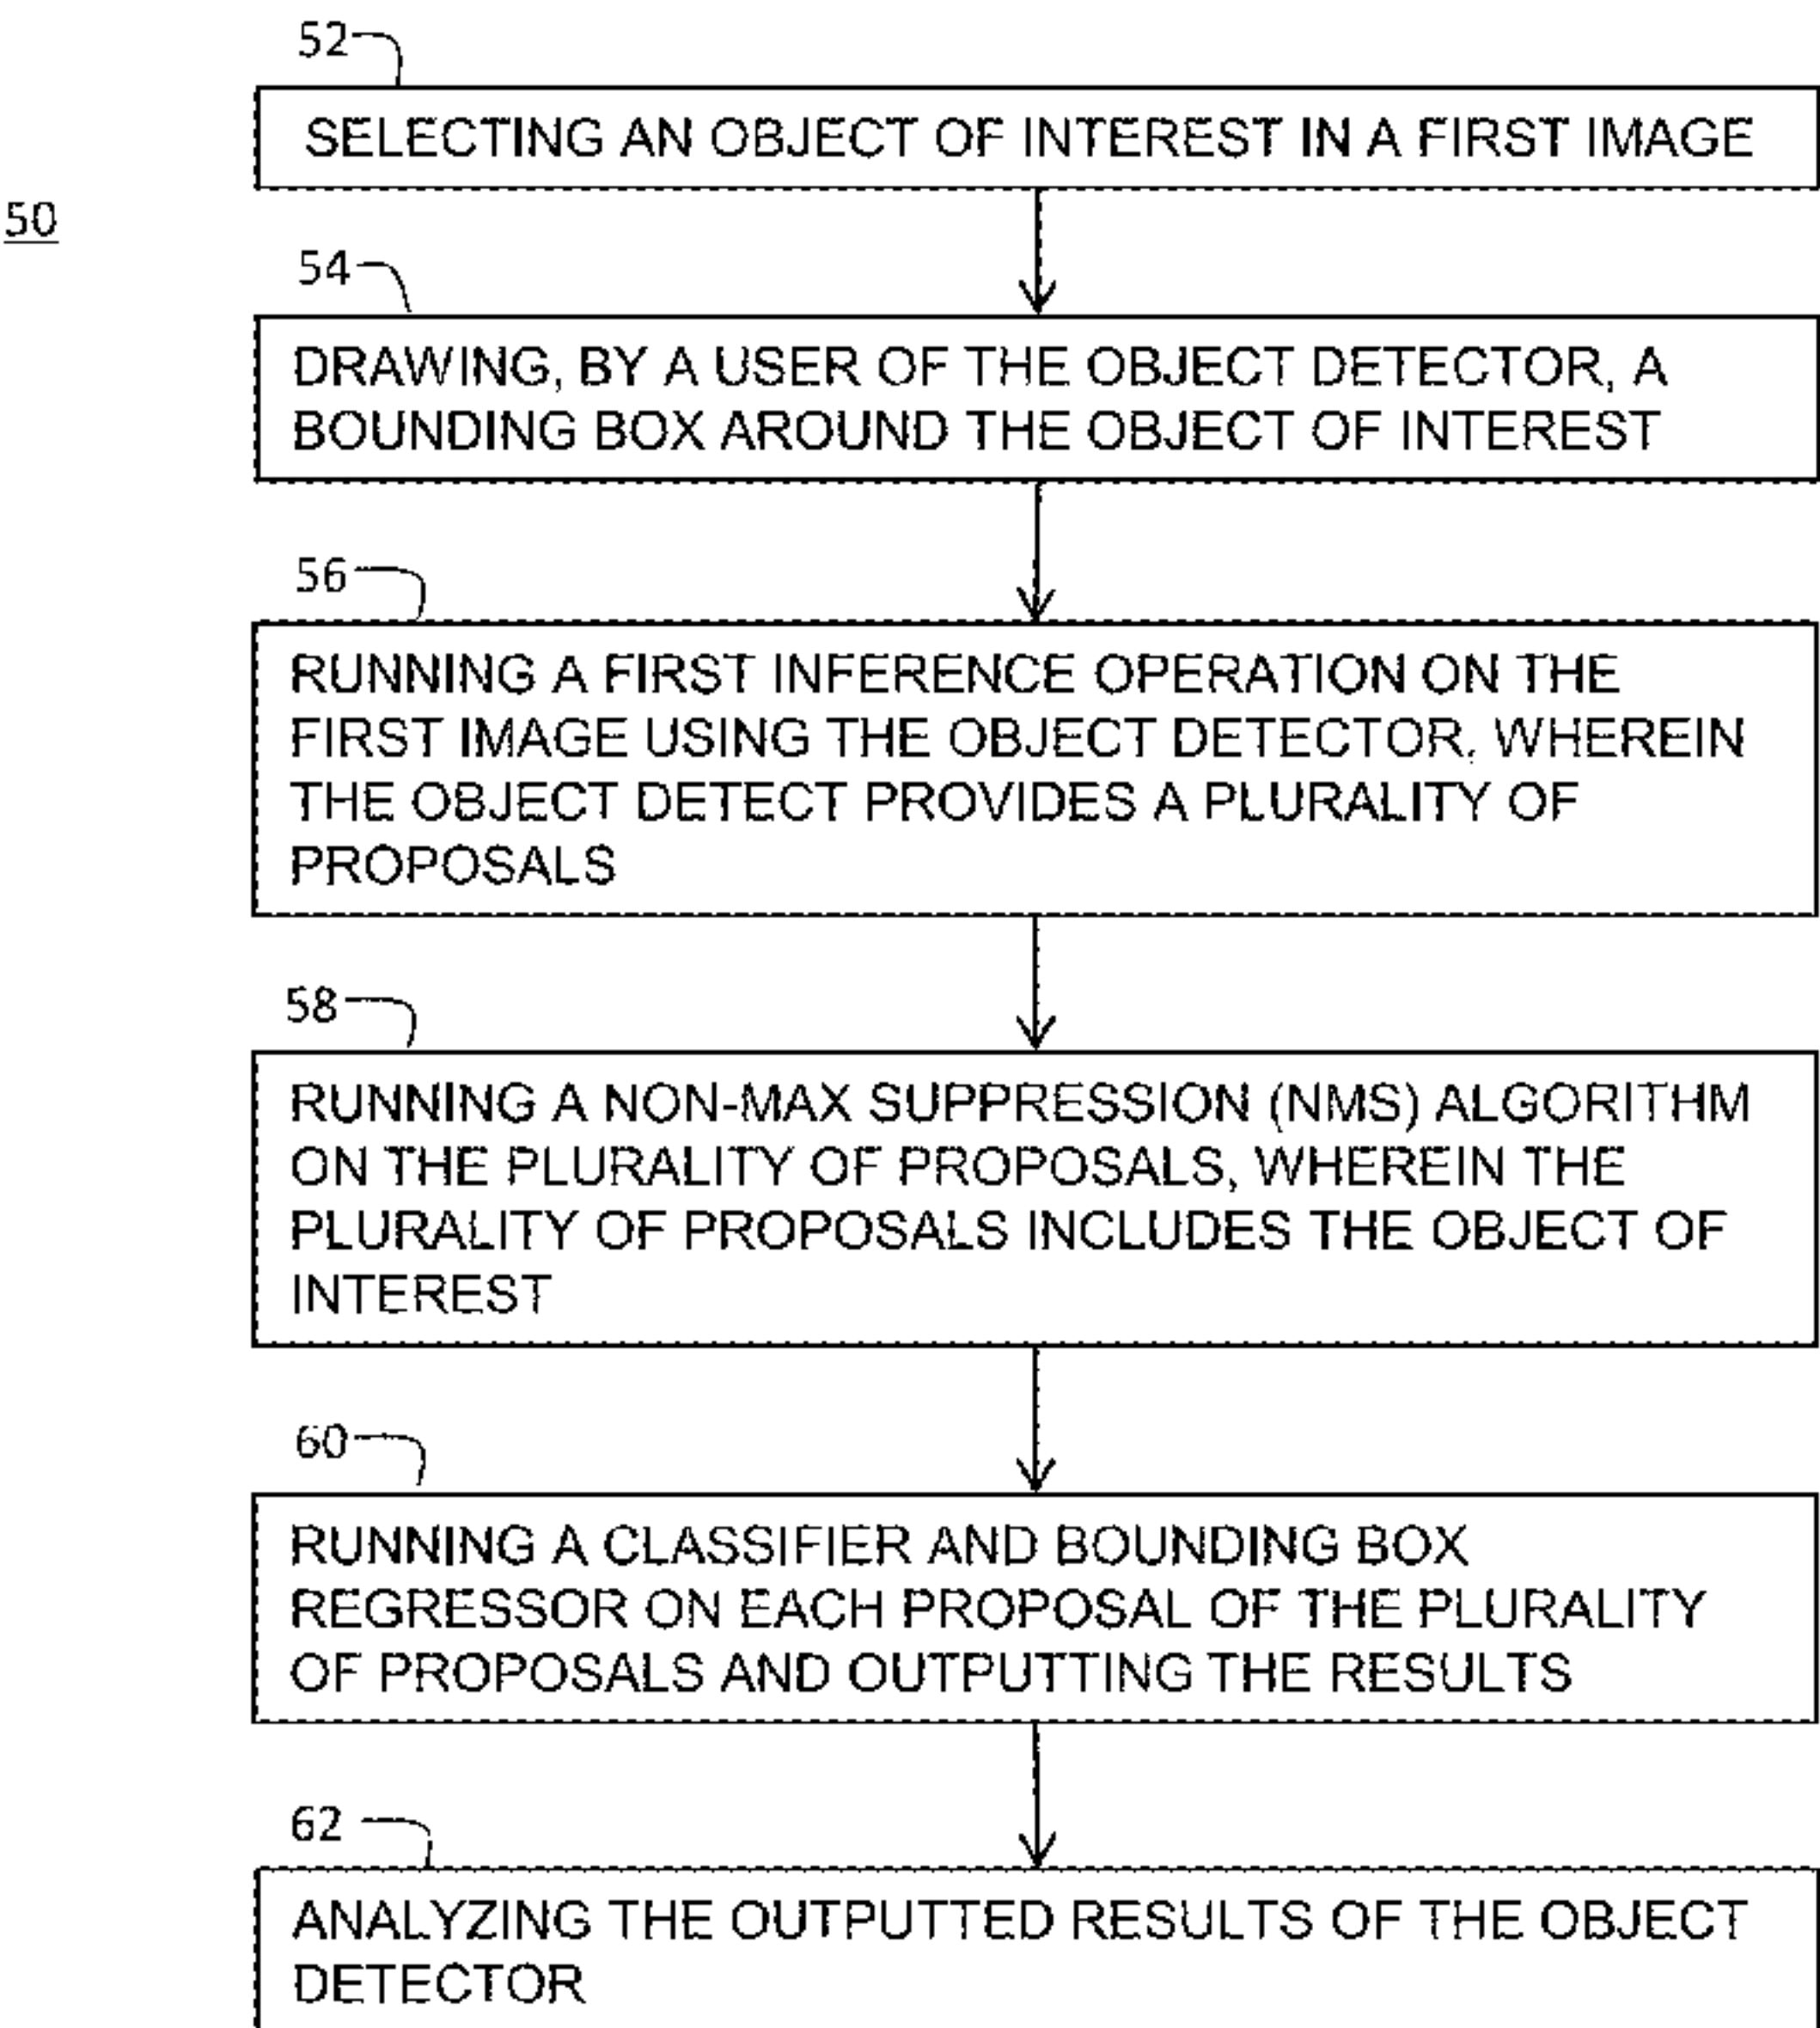 52
SELECTING AN OBJECT OF INTEREST IN A FIRST IMAGE
50
54
DRAWING, BY A USER OF THE OBJECT DETECTOR, A
BOUNDING BOX AROUND THE OBJECT OF INTEREST
56
RUNNING A FIRST INFERENCE OPERATION ON THE
FIRST IMAGE USING THE OBJECT DETECTOR, WHEREIN
THE OBJECT DETECT PROVIDES A PLURALITY OF
PROPOSALS
58
RUNNING A NON-MAX SUPPRESSION (NMS) ALGORITHM
ON THE PLURALITY OF PROPOSALS, WHEREIN THE
PLURALITY OF PROPOSALS INCLUDES THE OBJECT OF
INTEREST
60
RUNNING A CLASSIFIER AND BOUNDING BOX
REGRESSOR ON EACH PROPOSAL OF THE PLURALITY
OF PROPOSALS AND OUTPUTTING THE RESULTS
62
ANALYZING THE OUTPUTTED RESULTS OF THE OBJECT
DETECTOR